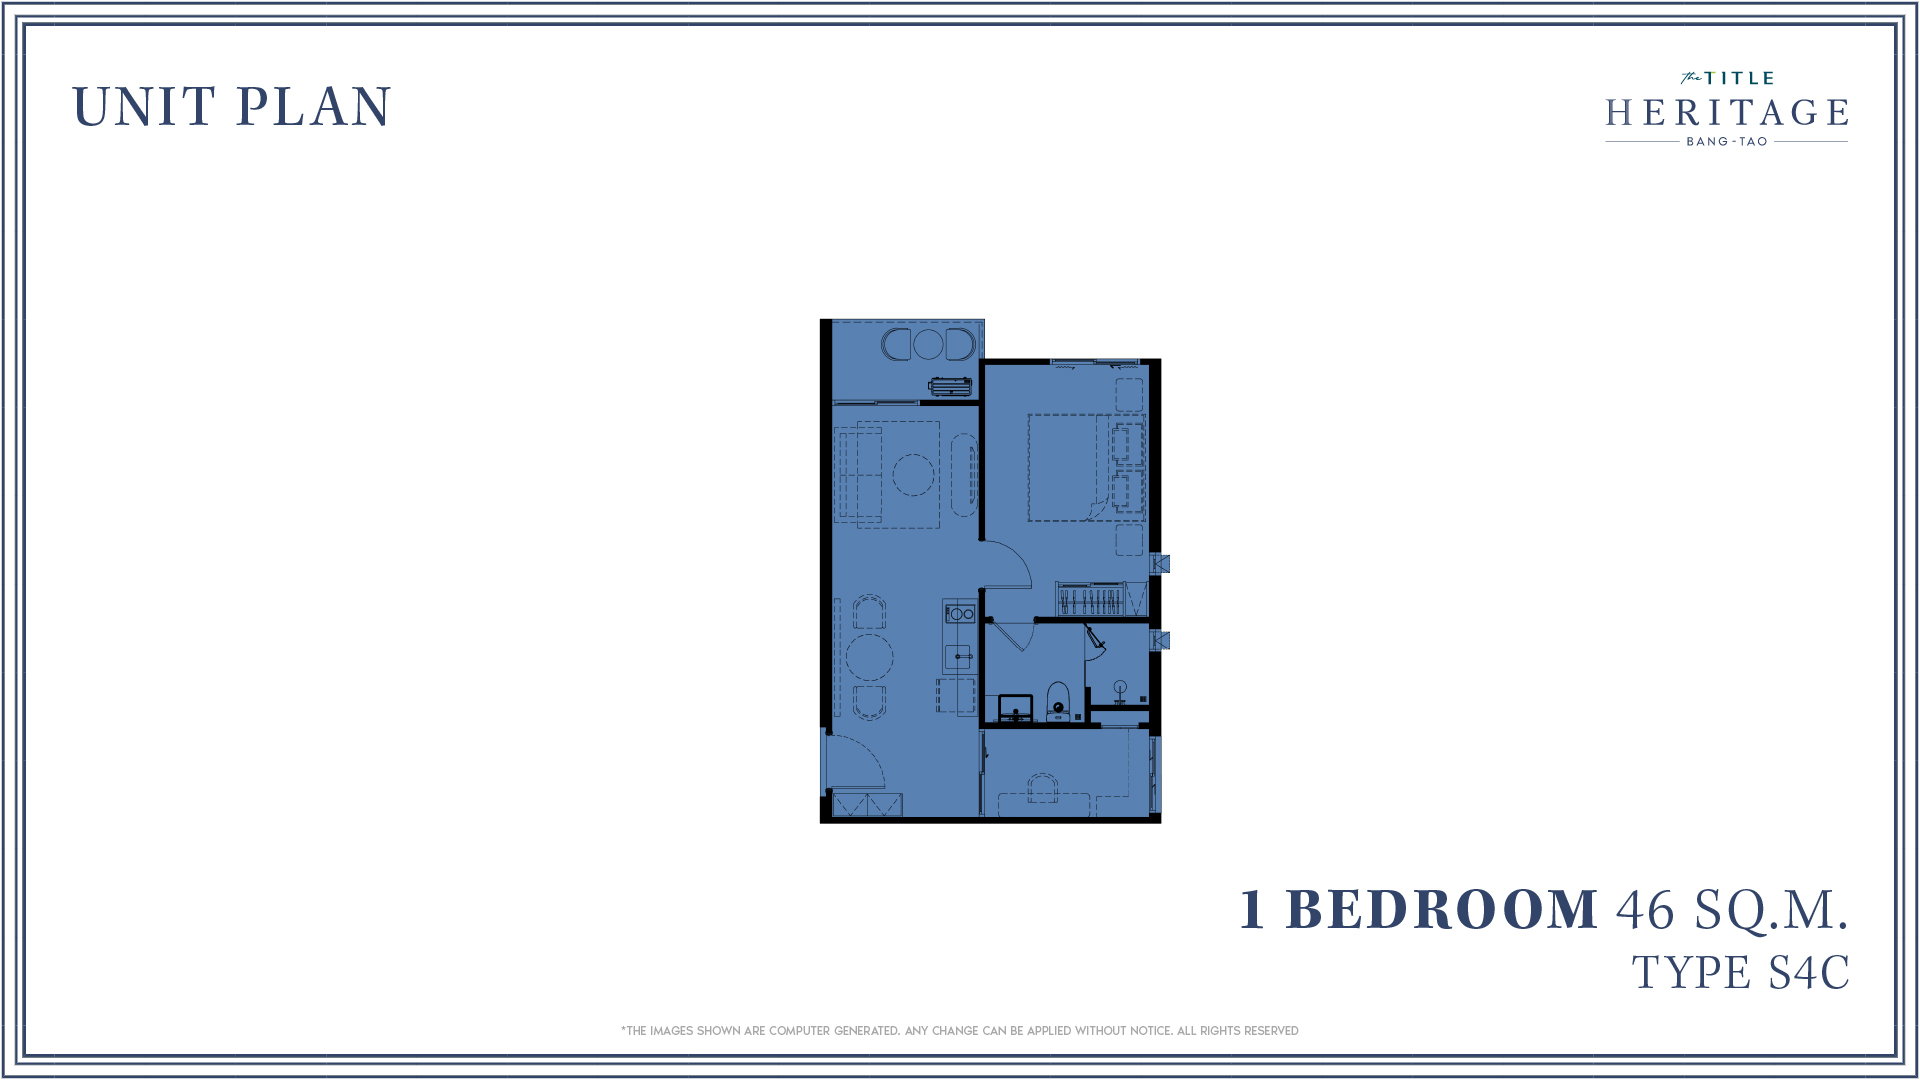 UNIT PLAN
the TITLE
HERITAGE
BANG-TAO
1 BEDROOM 46 SQ.M.
TYPE S4C
*THE IMAGES SHOWN ARE COMPUTER GENERATED. ANY CHANGE CAN BE APPLIED WITHOUT NOTICE. ALL RIGHTS RESERVED